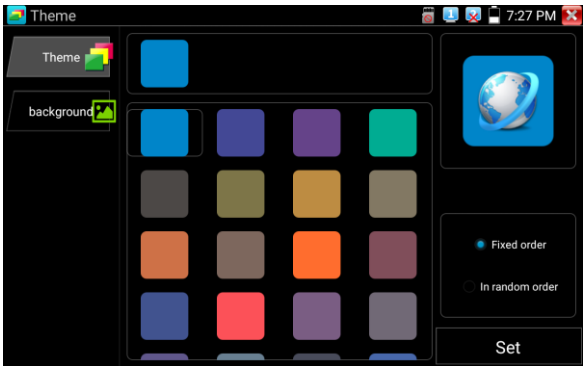 Theme
7:27 PM
Theme
background
Fixed order
In random order
Set